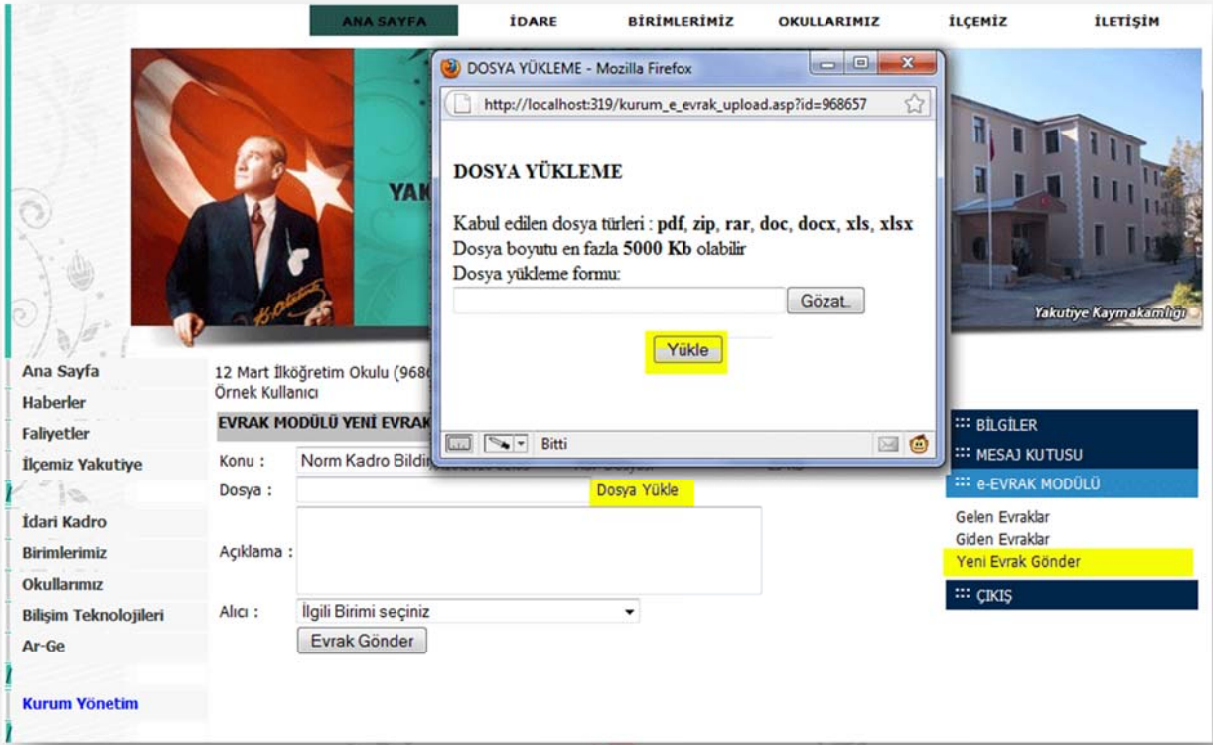 ANA SAYFA İDARE BİRİMLERİMİZ OKULLARIMIZ İLÇEMİZ İLETİŞİM
YAK
DOSYA YÜKLEME - Mozilla Firefox
http://localhost:319/kurum_e_evrak_upload.asp?id=968657
DOSYA YÜKLEME
Kabul edilen dosya türleri : pdf, zip, rar, doc, docx, xls, xlsx
Dosya boyutu en fazla 5000 Kb olabilir
Dosya yükleme formu:
Gözat..
Yükle
Bitti
K. Atatürk
Yakutiye Kaymakamlığı
Ana Sayfa
Haberler
Faliyetler
İlçemiz Yakutiye
İdari Kadro
Birimlerimiz
Okullarımız
Bilişim Teknolojileri
Ar-Ge
Kurum Yönetim
12 Mart İlköğretim Okulu (968
Örnek Kullanıcı
EVRAK MODÜLÜ YENİ EVRAK
Konu : Norm Kadro Bildir
Dosya : Dosya Yükle
Açıklama :
Alıcı : İlgili Birimi seçiniz
Evrak Gönder
BİLGİLER
MESAJ KUTUSU
e-EVRAK MODÜLÜ
Gelen Evraklar
Giden Evraklar
Yeni Evrak Gönder
ÇIKIŞ